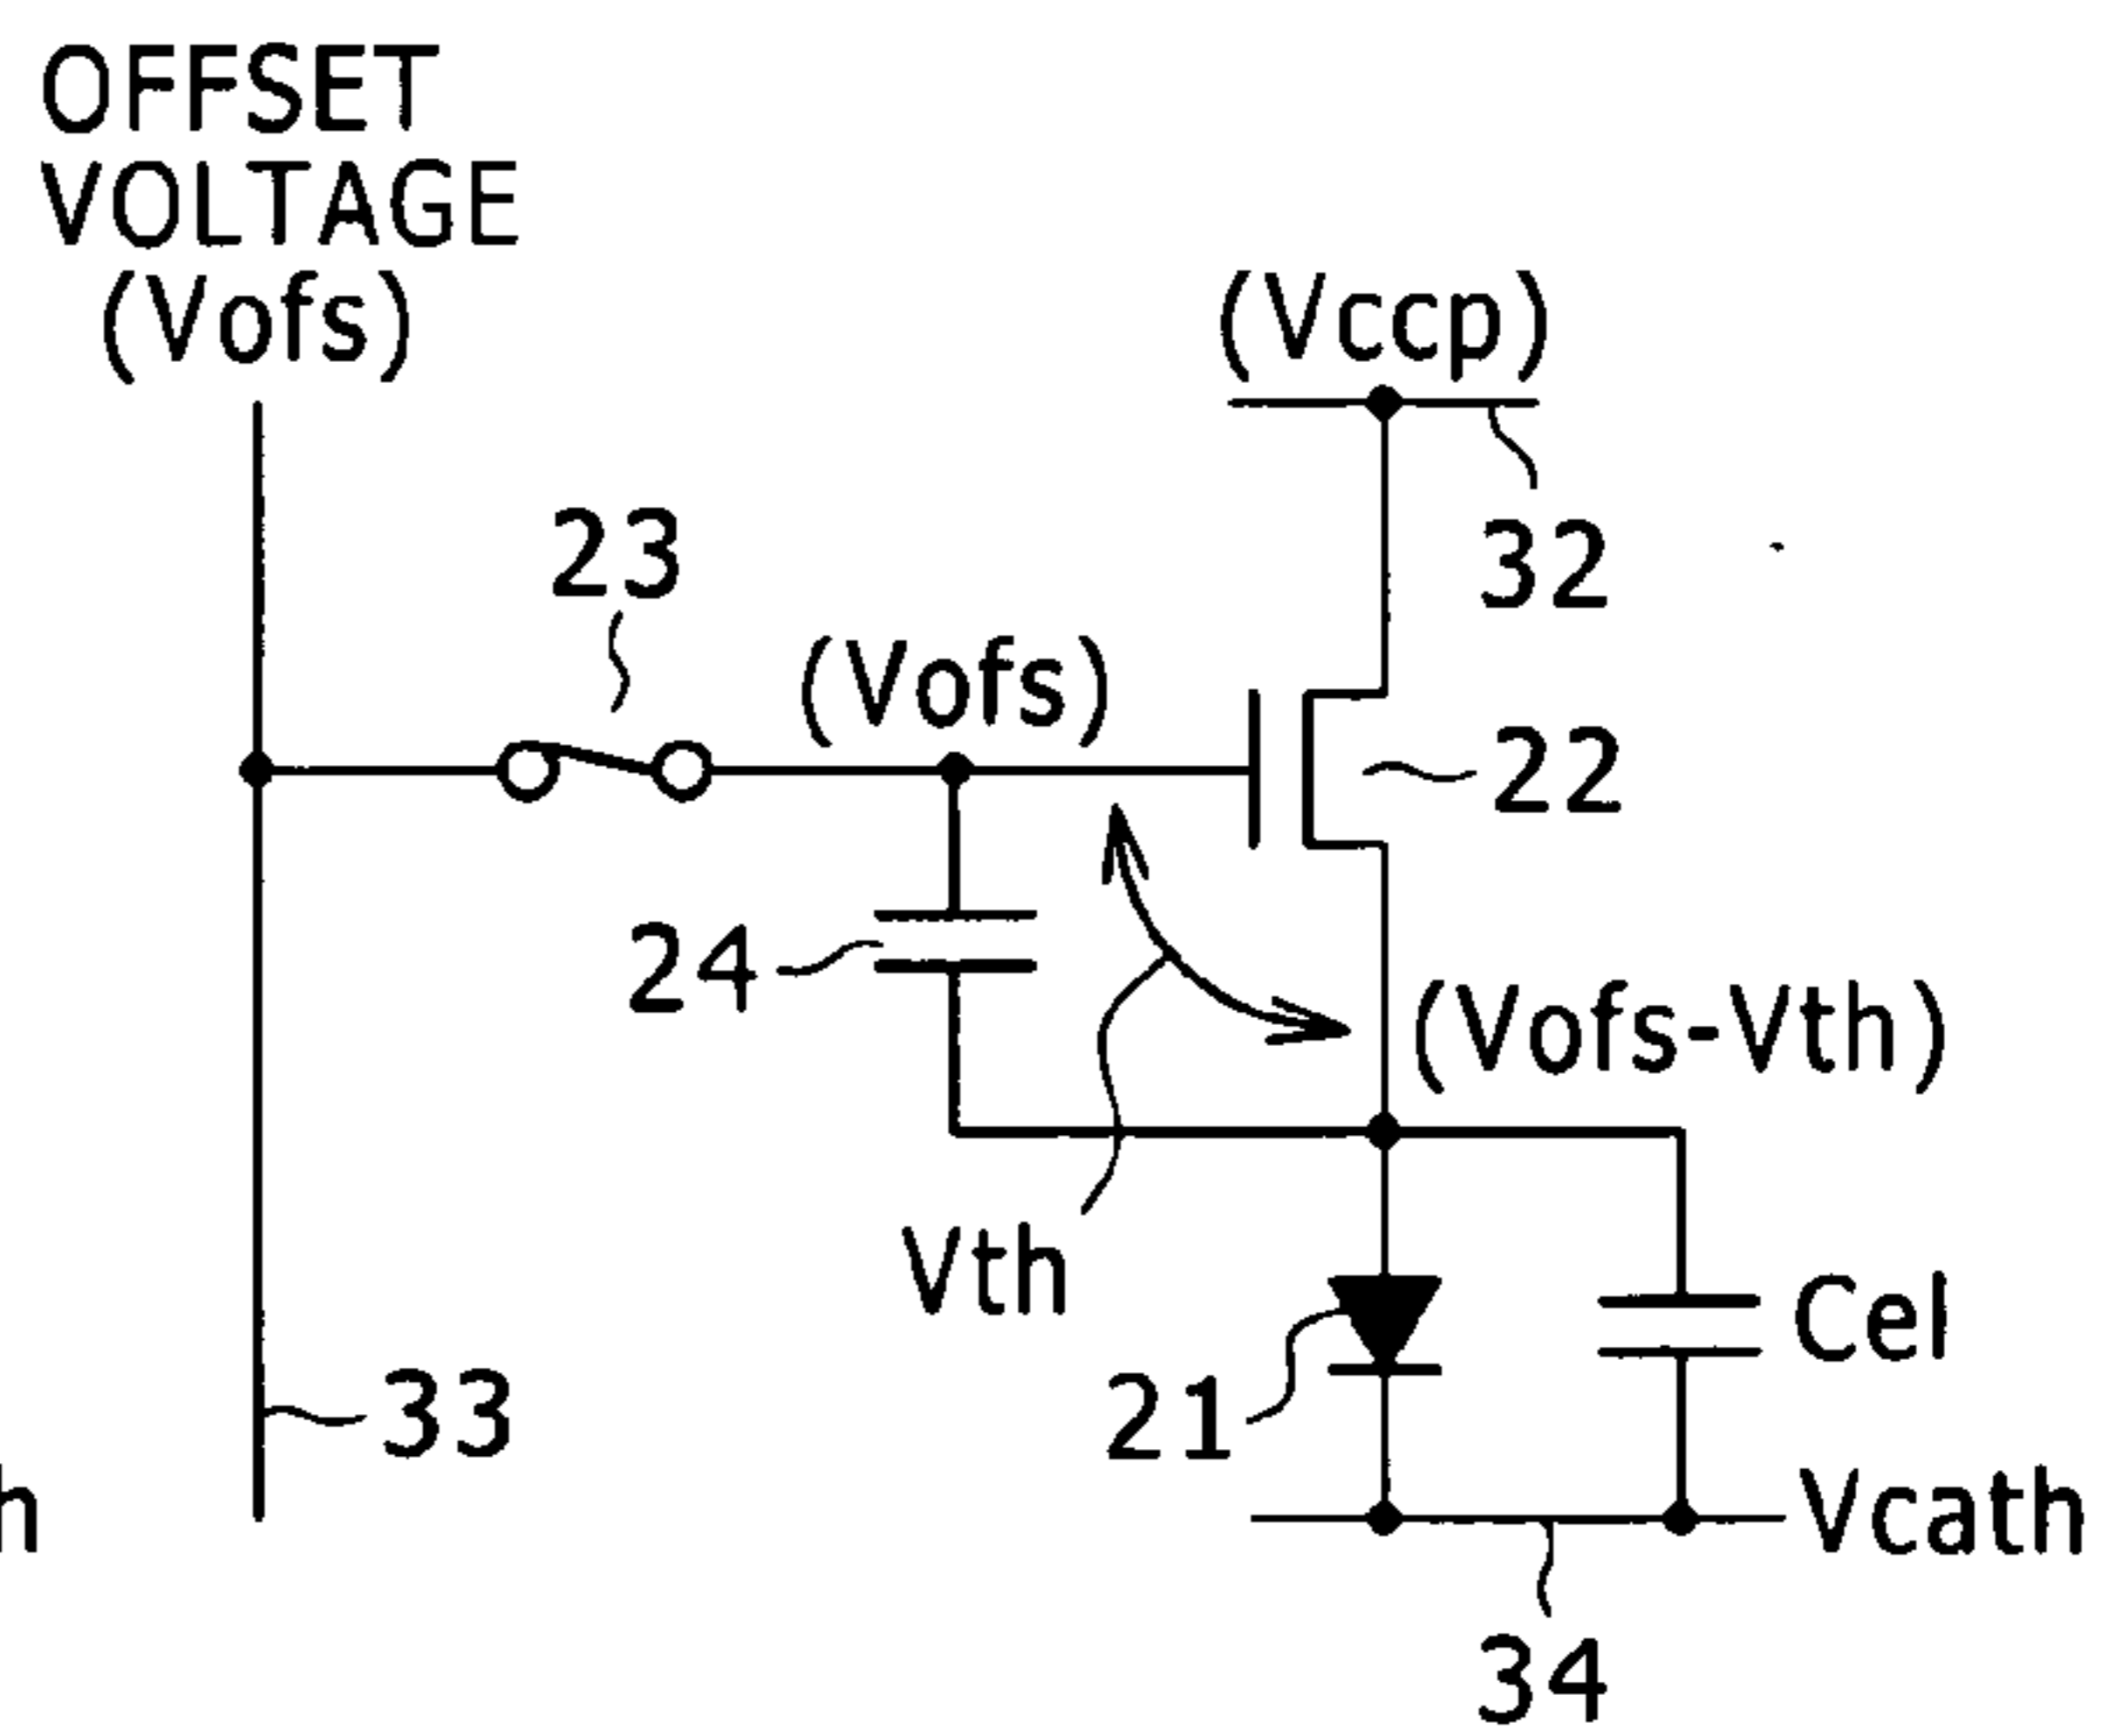 OFFSET
VOLTAGE
(Vofs)
(Vccp)
32
23
(Vofs)
22
24
(Vofs-Vth)
Vth
Cel
21
33
h
Vcath
34